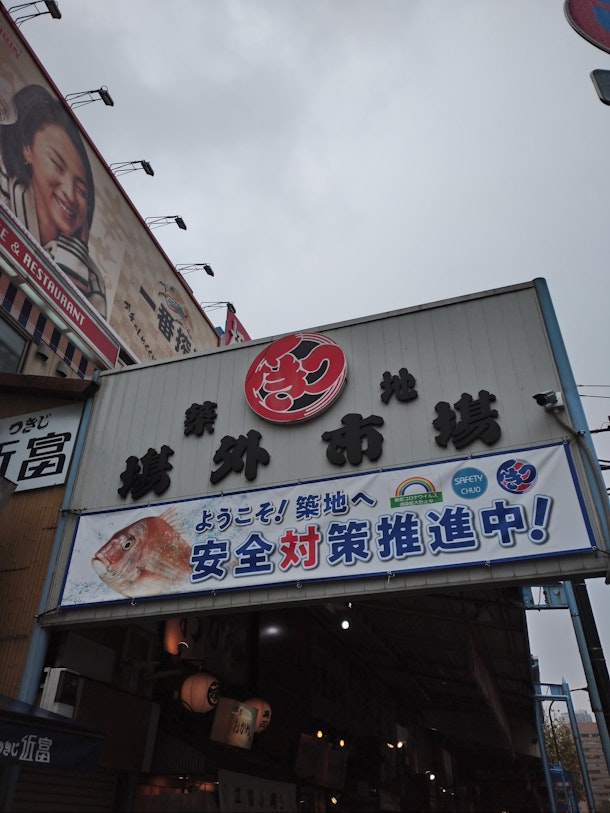 E & RESTAURANT
一番搾
つきじ
近富
築 地
場外市場
ようこそ! 築地へ
安全対策推進中!
SAFETY
CHUO
つきじ近富